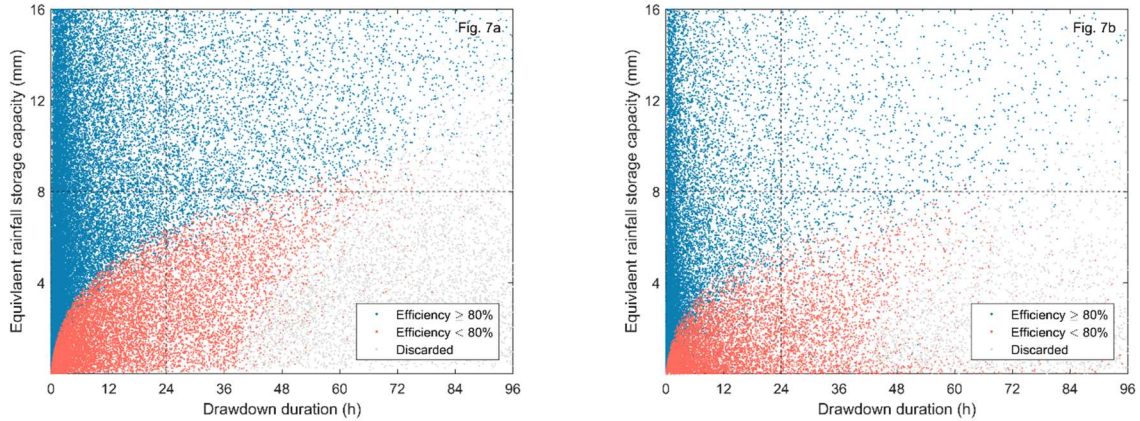 Fig. 7a
Equivlaent rainfall storage capacity (mm)
16
12
8
4
0 12 24 36 48 60 72 84 96
Drawdown duration (h)
Efficiency ≥ 80%
Efficiency < 80%
Discarded
Fig. 7b
Equivlaent rainfall storage capacity (mm)
16
12
8
4
0 12 24 36 48 60 72 84 96
Drawdown duration (h)
Efficiency ≥ 80%
Efficiency < 80%
Discarded